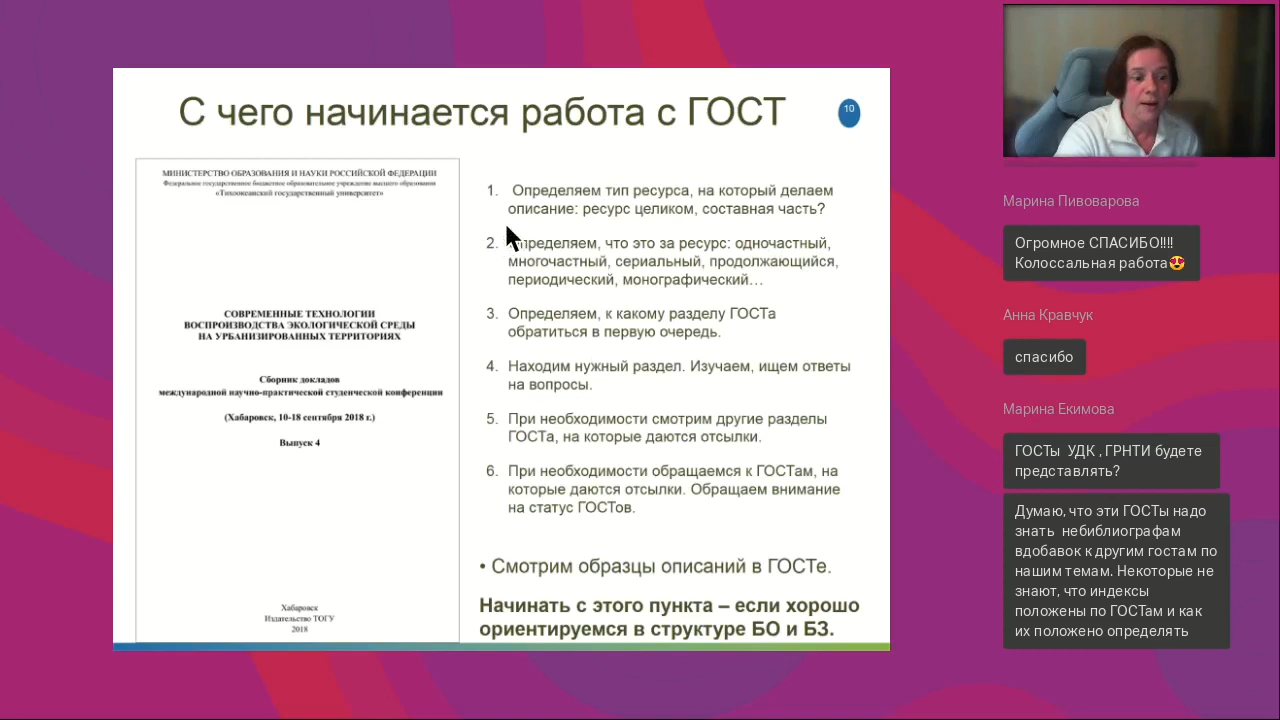 С чего начинается работа с ГОСТ
10
МИНИСТЕРСТВО ОБРАЗОВАНИЯ И НАУКИ РОССИЙСКОЙ ФЕДЕРАЦИИ
Федеральное государственное бюджетное образовательное учреждение высшего образования
«Тихоокеанский государственный университет»
СОВРЕМЕННЫЕ ТЕХНОЛОГИИ
ВОСПРОИЗВОДСТВА ЭКОЛОГИЧЕСКОЙ СРЕДЫ
НА УРБАНИЗИРОВАННЫХ ТЕРРИТОРИЯХ
Сборник докладов
международной научно-практической студенческой конференции
(Хабаровск, 10-18 сентября 2018 г.)
Выпуск 4
Хабаровск
Издательство ТОГУ
2018
1. Определяем тип ресурса, на который делаем
описание: ресурс целиком, составная часть?
2. Определяем, что это за ресурс: одночастный,
многочастный, сериальный, продолжающийся,
периодический, монографический…
3. Определяем, к какому разделу ГОСТа
обратиться в первую очередь.
4. Находим нужный раздел. Изучаем, ищем ответы
на вопросы.
5. При необходимости смотрим другие разделы
ГОСТа, на которые даются отсылки.
6. При необходимости обращаемся к ГОСТам, на
которые даются отсылки. Обращаем внимание
на статус ГОСТов.
• Смотрим образцы описаний в ГОСТе.
Начинать с этого пункта – если хорошо
ориентируемся в структуре БО и БЗ.
Марина Пивоварова
Огромное СПАСИБО!!!!
Колоссальная работа😍
Анна Кравчук
спасибо
Марина Екимова
ГОСТы УДК , ГРНТИ будете
представлять?
Думаю, что эти ГОСТы надо
знать небиблиографам
вдобавок к другим гостам по
нашим темам. Некоторые не
знают, что индексы
положены по ГОСТам и как
их положено определять